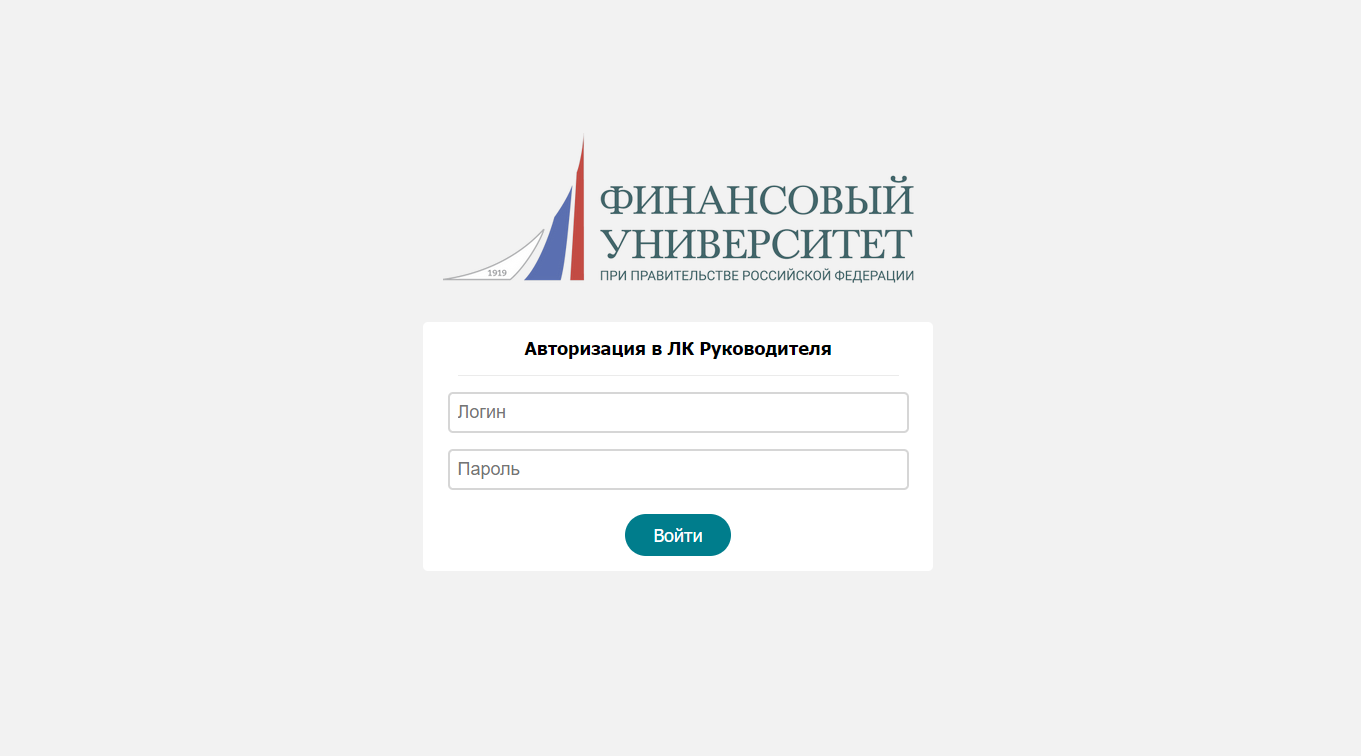 ФИНАНСОВЫЙ
УНИВЕРСИТЕТ
1919
ПРИ ПРАВИТЕЛЬСТВЕ РОССИЙСКОЙ ФЕДЕРАЦИИ
Авторизация в ЛК Руководителя
Логин
Пароль
Войти